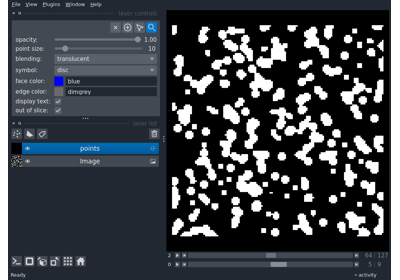 File View Plugins Window Help
layer controls
opacity: 1.00
point size: 10
blending: translucent
symbol: disc
face color: blue
edge color: dimgrey
display text:
out of slice:
layer list
points
Image
2 64 127
0 5 9
Ready activity